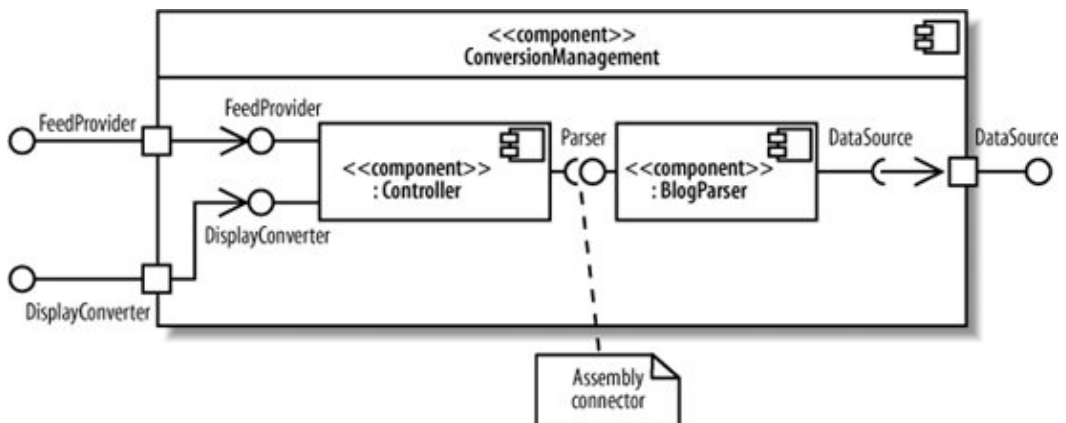 <<component>>
ConversionManagement
FeedProvider
FeedProvider
<<component>>
: Controller
Parser
<<component>>
: BlogParser
DataSource
DataSource
DisplayConverter
DisplayConverter
Assembly
connector